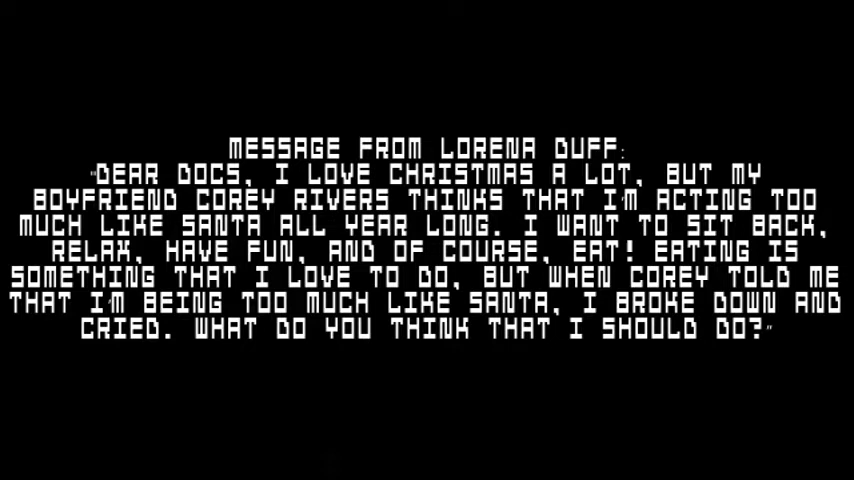 MESSAGE FROM LORENA DUFF:
"DEAR DOCS, I LOVE CHRISTMAS A LOT, BUT MY
BOYFRIEND COREY RIVERS THINKS THAT I'M ACTING TOO
MUCH LIKE SANTA ALL YEAR LONG. I WANT TO SIT BACK,
RELAX, HAVE FUN, AND OF COURSE, EAT! EATING IS
SOMETHING THAT I LOVE TO DO, BUT WHEN COREY TOLD ME
THAT I'M BEING TOO MUCH LIKE SANTA, I BROKE DOWN AND
CRIED. WHAT DO YOU THINK THAT I SHOULD DO?"